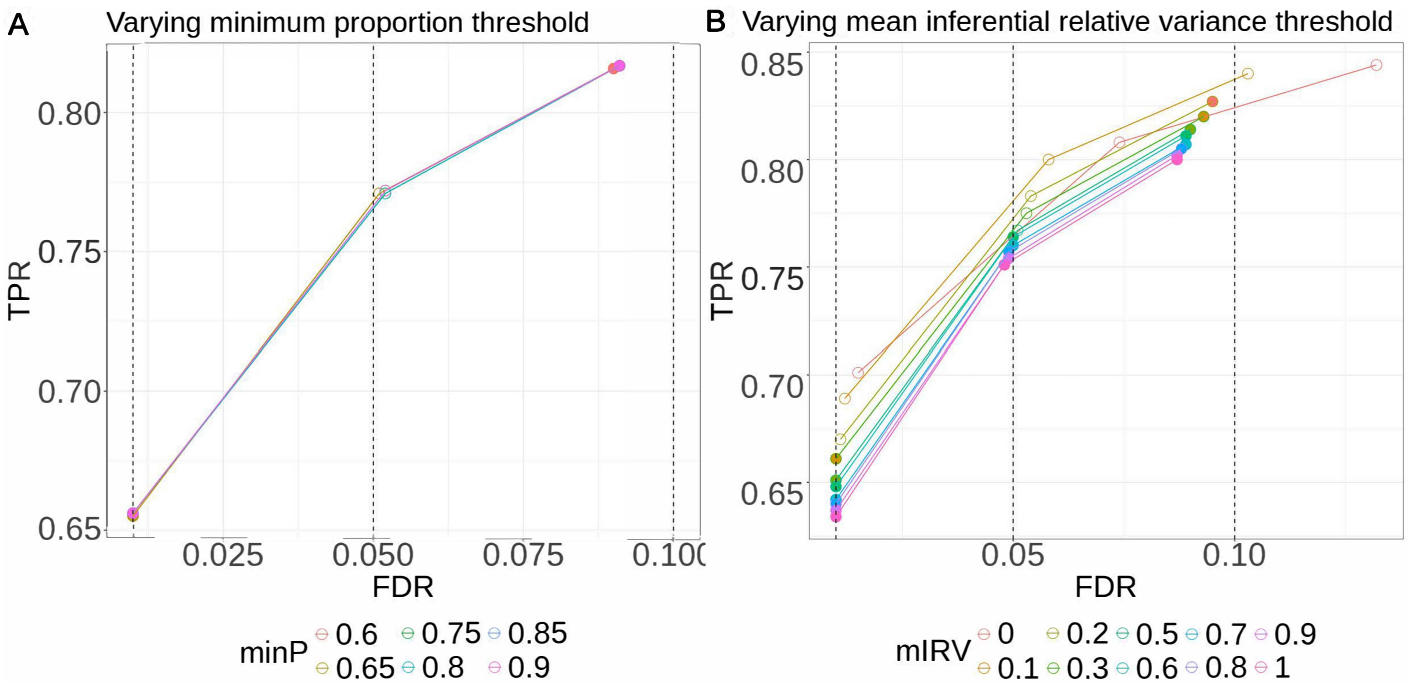 A Varying minimum proportion threshold
0.80
0.75
0.70
0.65
TPR
0.025 0.050 0.075 0.100
FDR
minP
0.6 0.75 0.85
0.65 0.8 0.9
B Varying mean inferential relative variance threshold
0.85
0.80
0.75
0.70
0.65
TPR
0.05 0.10
FDR
mIRV
0 0.2 0.5 0.7 0.9
0.1 0.3 0.6 0.8 1